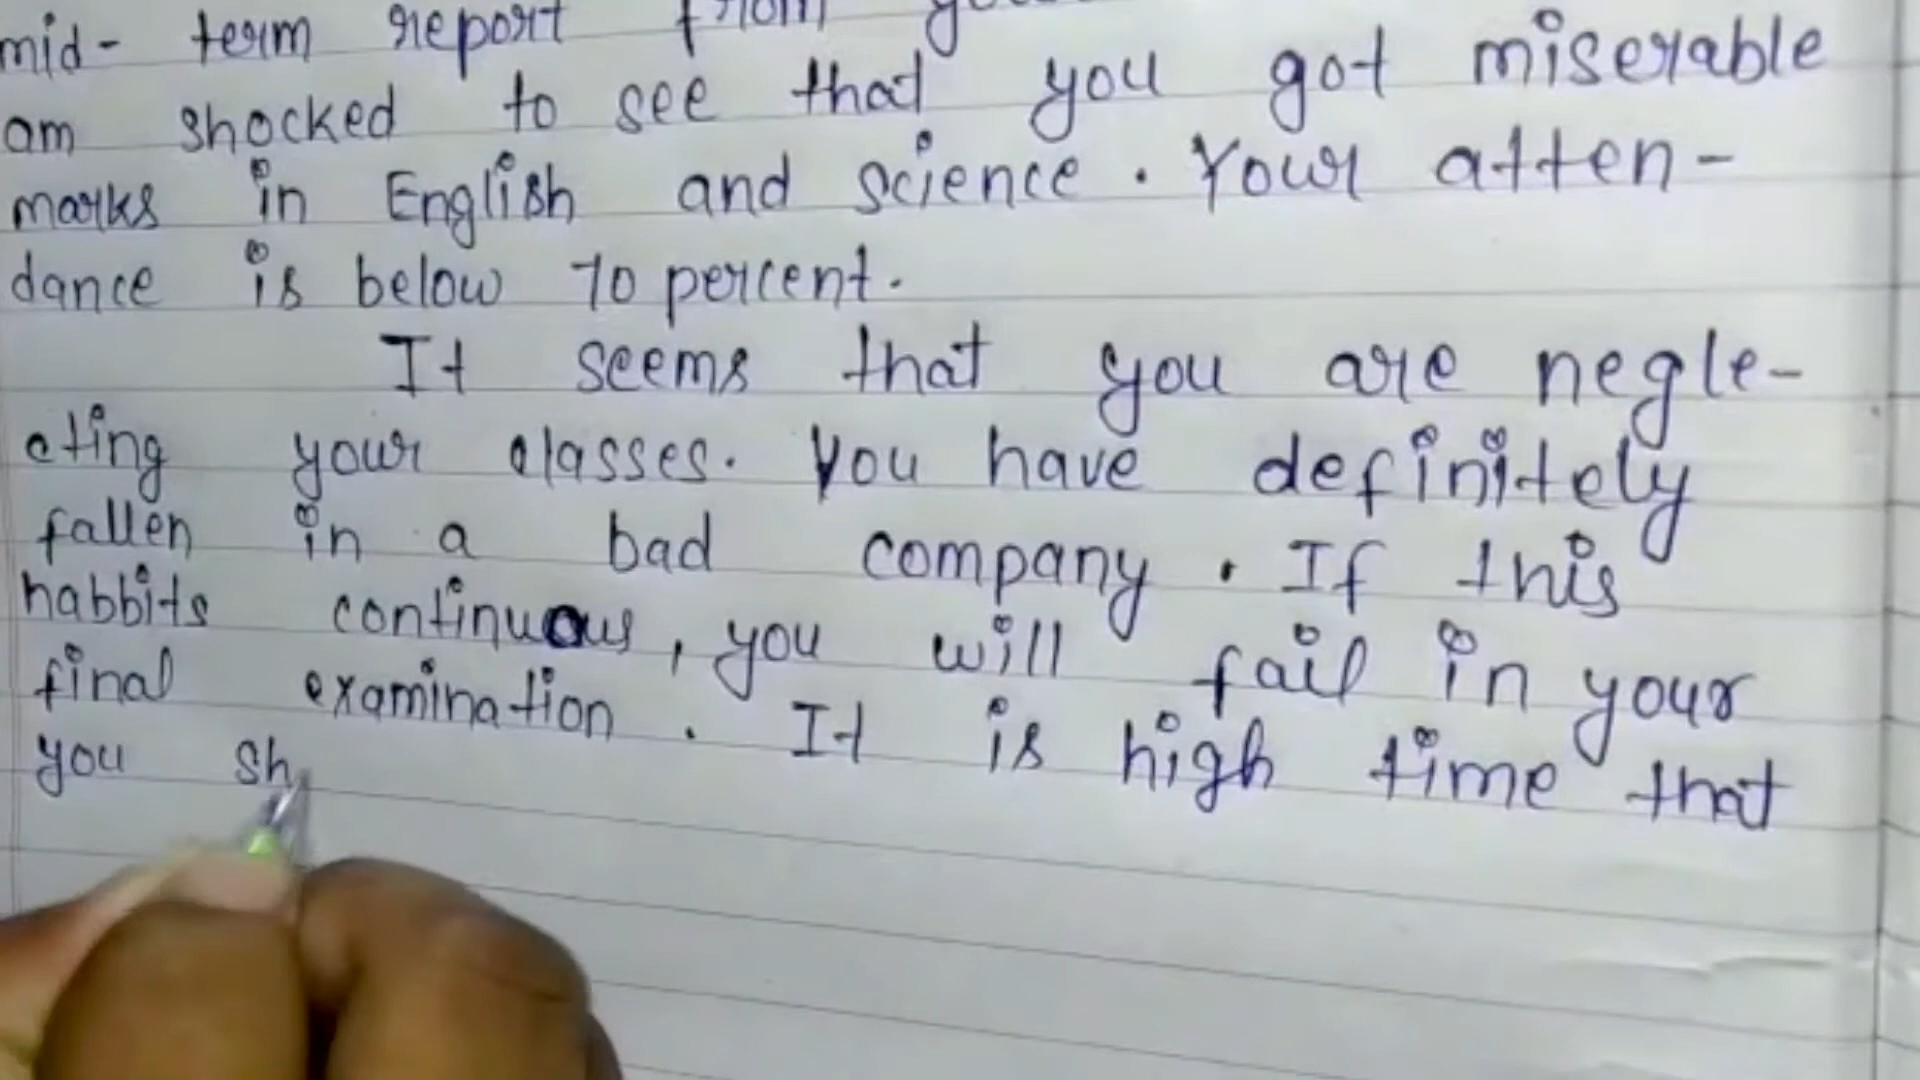 mid- term report from
am shocked to see that you got miserable
marks in English and science. Your atten-
dance is below 70 percent.
It seems that you are negle-
cting your classes. You have definitely
fallen in a bad company. If this
habbits continuous, you will fail in your
final examination. It is high time that
you sh